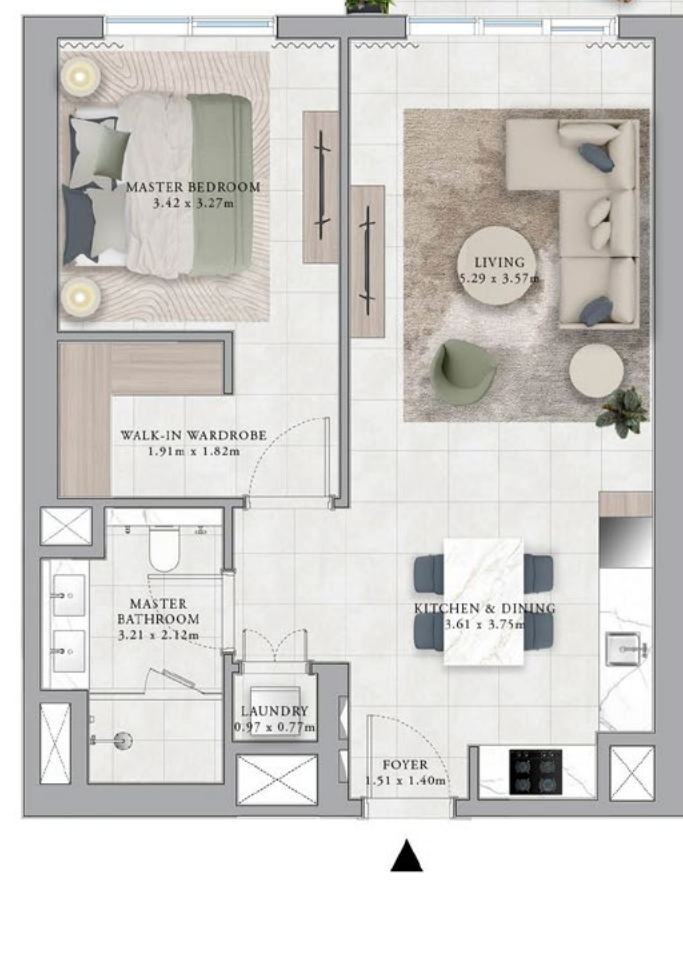 MASTER BEDROOM
3.42 x 3.27m
LIVING
5.29 x 3.57m
WALK-IN WARDROBE
1.91m x 1.82m
MASTER
BATHROOM
3.21 x 2.12m
KITCHEN & DINING
3.61 x 3.75m
LAUNDRY
0.97 x 0.77m
FOYER
1.51 x 1.40m